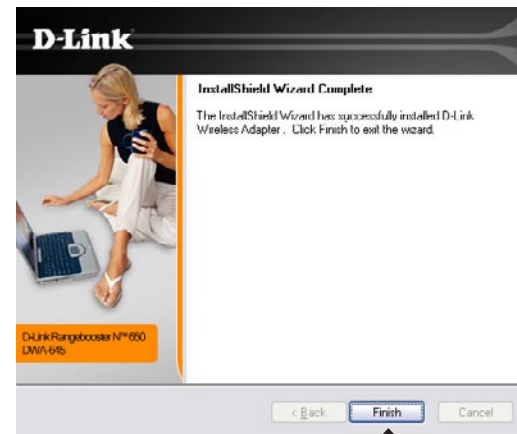 D-Link
InstallShield Wizard Complete
The InstallShield Wizard has successfully installed D-Link
Wireless Adapter . Click Finish to exit the wizard.
D-Link Rangebooster N™ 650
DWA-645
< Back Finish Cancel